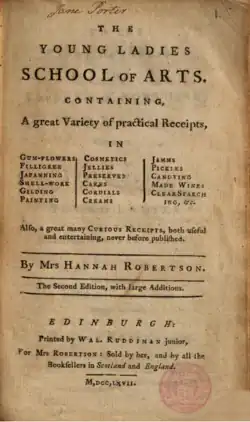 Jane Porter
THE
YOUNG LADIES
SCHOOL OF ARTS.
CONTAINING,
A great Variety of practical Receipts,
IN
GUM-FLOWERS
FILLIGREE
JAPANNING
SHELL-WORK
GILDING
PAINTING
COSMETICS
JELLIES
PRESERVES
CAKES
CORDIALS
CREAMS
JAMMS
PICKLES
CANDYING
MADE WINES
CLEARSTARCH
ING, &c.
Also, a great many CURIOUS RECEIPTS, both useful
and entertaining, never before published.
By MRS HANNAH ROBERTSON.
The Second Edition, with large Additions.
EDINBURGH:
Printed by WAL. RUDDIMAN junior,
For MRS ROBERTSON: Sold by her, and by all the
Booksellers in Scotland and England.
M,DCC,LXVII.